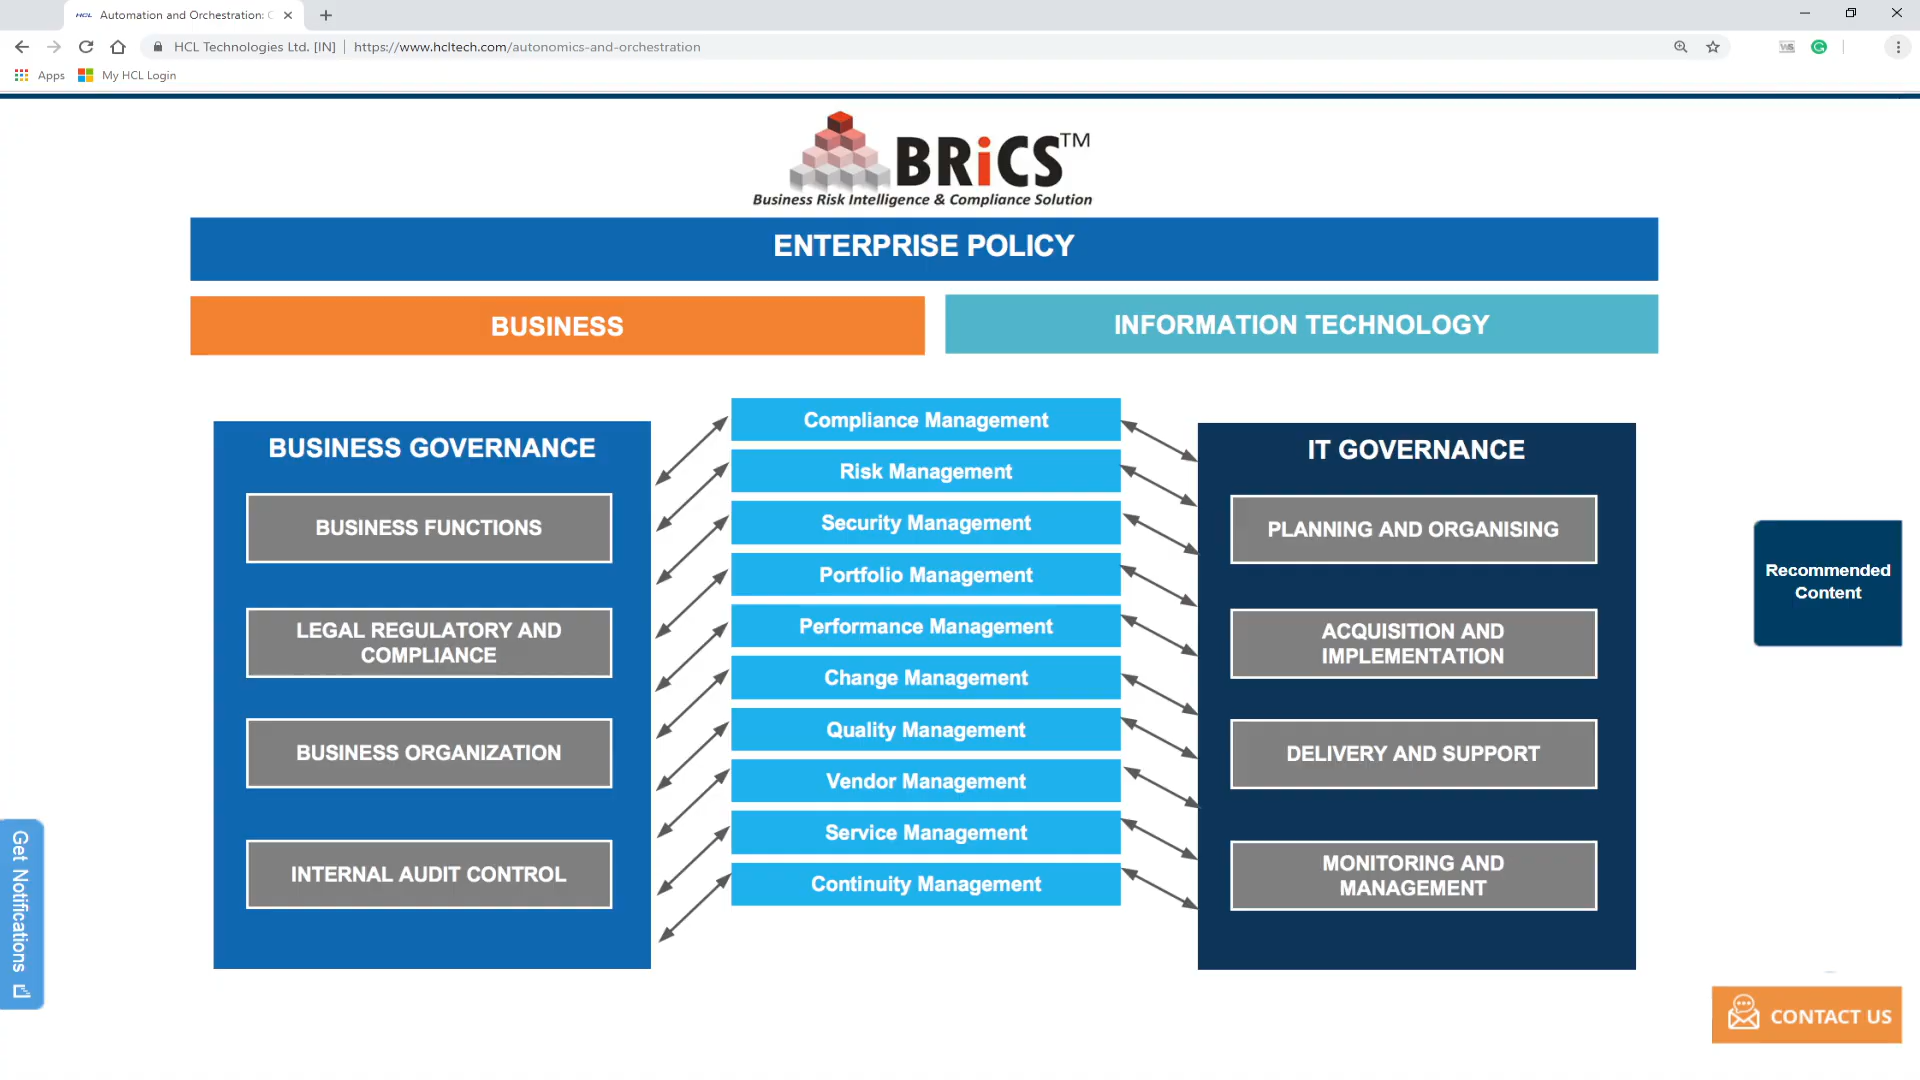 HCL Automation and Orchestration: C
HCL Technologies Ltd. [IN] | https://www.hcltech.com/autonomics-and-orchestration
Apps My HCL Login
BRiCS™
Business Risk Intelligence & Compliance Solution
ENTERPRISE POLICY
BUSINESS
INFORMATION TECHNOLOGY
BUSINESS GOVERNANCE
BUSINESS FUNCTIONS
LEGAL REGULATORY AND
COMPLIANCE
BUSINESS ORGANIZATION
INTERNAL AUDIT CONTROL
Compliance Management
Risk Management
Security Management
Portfolio Management
Performance Management
Change Management
Quality Management
Vendor Management
Service Management
Continuity Management
IT GOVERNANCE
PLANNING AND ORGANISING
ACQUISITION AND
IMPLEMENTATION
DELIVERY AND SUPPORT
MONITORING AND
MANAGEMENT
Recommended
Content
Get Notifications
CONTACT US